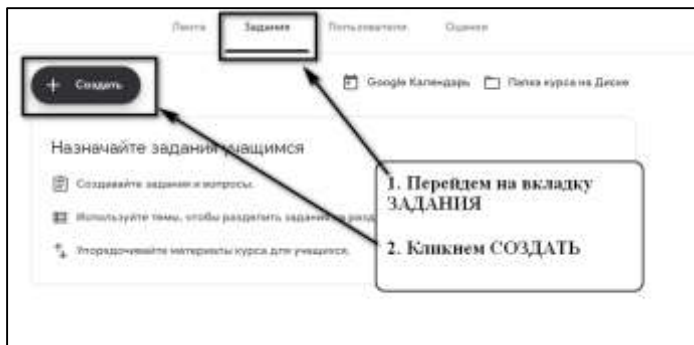 Лента Задания Пользователи Оценки
+ Создать
Google Календарь Папка курса на Диске
Назначайте задания учащимся
Создавайте задания и вопросы.
Используйте темы, чтобы разделить задания на разд
Упорядочивайте материалы курса для учащихся.
1. Перейдем на вкладку
ЗАДАНИЯ
2. Кликнем СОЗДАТЬ